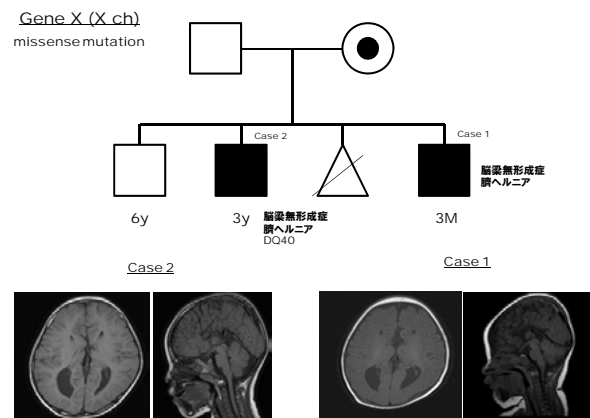 Gene X (X ch)
missense mutation
Case 2
Case 1
脳梁無形成症
臍ヘルニア
6y
3y
脳梁無形成症
臍ヘルニア
DQ40
3M
Case 2
Case 1